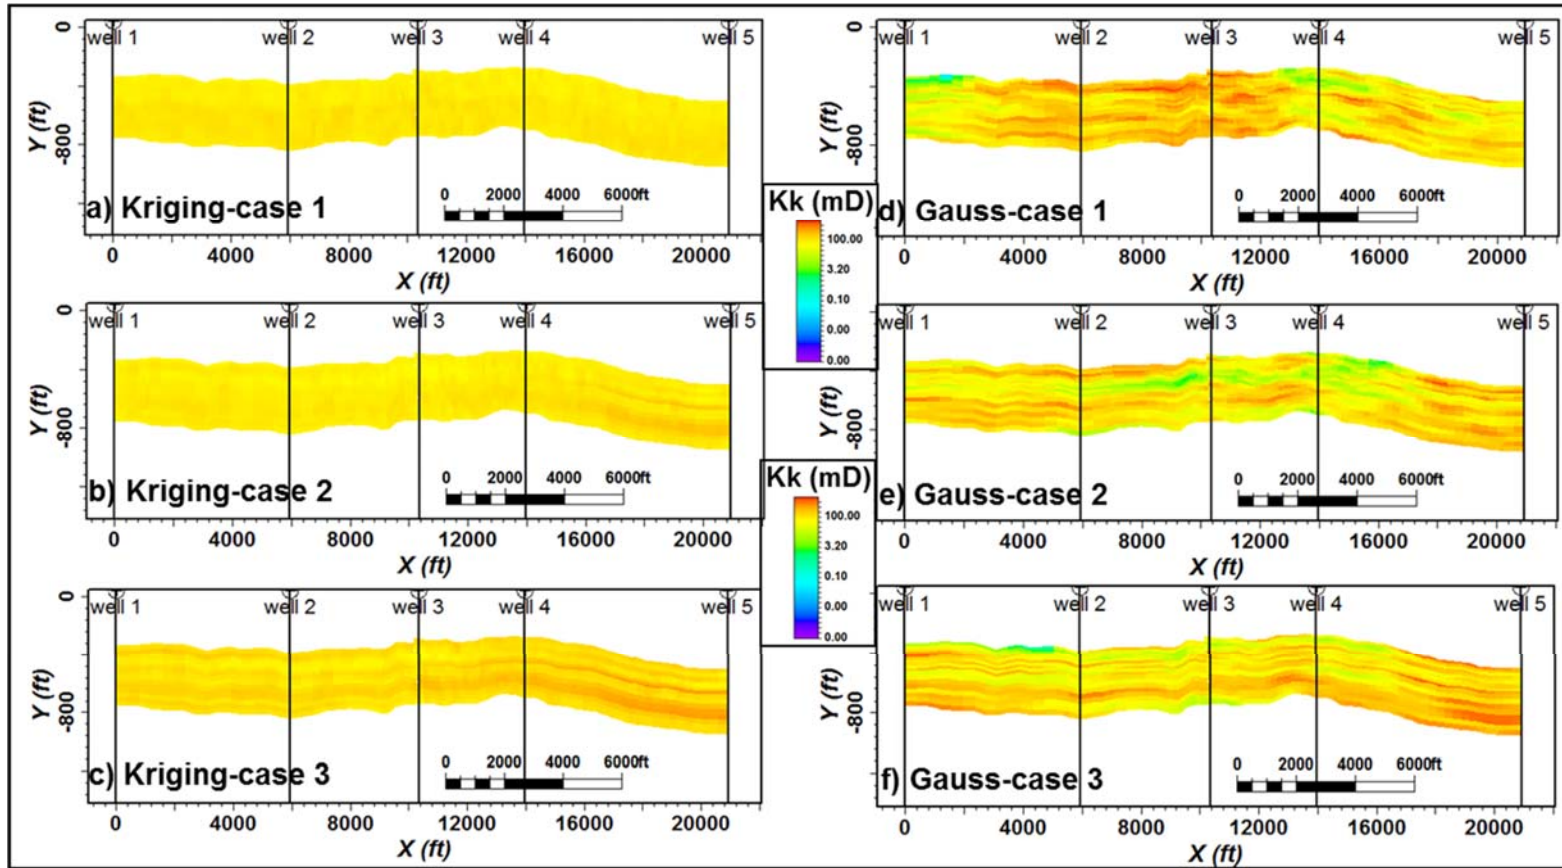 0
-800
Y (ft)
well 1
well 2
well 3
well 4
well 5
0 2000 4000 6000ft
a) Kriging-case 1
0 4000 8000 12000 16000 20000
X (ft)
0
-800
Y (ft)
well 1
well 2
well 3
well 4
well 5
0 2000 4000 6000ft
b) Kriging-case 2
0 4000 8000 12000 16000 20000
X (ft)
0
-800
Y (ft)
well 1
well 2
well 3
well 4
well 5
0 2000 4000 6000ft
c) Kriging-case 3
0 4000 8000 12000 16000 20000
X (ft)
Kk (mD)
100.00
3.20
0.10
0.00
0.00
Kk (mD)
100.00
3.20
0.10
0.00
0.00
0
-800
Y (ft)
well 1
well 2
well 3
well 4
well 5
0 2000 4000 6000ft
d) Gauss-case 1
0 4000 8000 12000 16000 20000
X (ft)
-800
Y (ft)
well 1
well 2
well 3
well 4
well 5
0 2000 4000 6000ft
e) Gauss-case 2
0 4000 8000 12000 16000 20000
X (ft)
-800
Y (ft)
well 1
well 2
well 3
well 4
well 5
0 2000 4000 6000ft
f) Gauss-case 3
0 4000 8000 12000 16000 20000
X (ft)